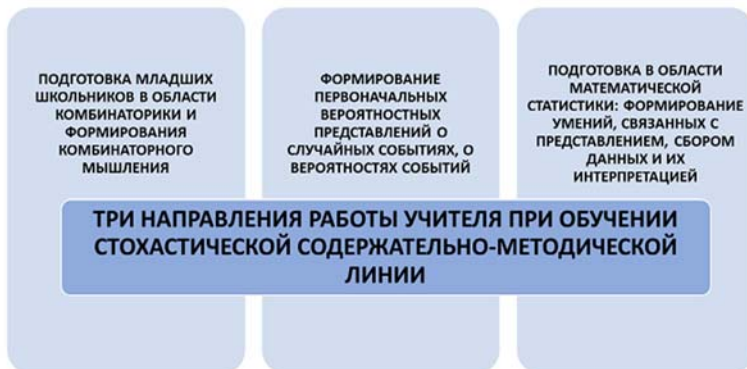 ПОДГОТОВКА МЛАДШИХ
ШКОЛЬНИКОВ В ОБЛАСТИ
КОМБИНАТОРИКИ И
ФОРМИРОВАНИЯ
КОМБИНАТОРНОГО
МЫШЛЕНИЯ
ФОРМИРОВАНИЕ
ПЕРВОНАЧАЛЬНЫХ
ВЕРОЯТНОСТНЫХ
ПРЕДСТАВЛЕНИЙ О
СЛУЧАЙНЫХ СОБЫТИЯХ, О
ВЕРОЯТНОСТЯХ СОБЫТИЙ
ПОДГОТОВКА В ОБЛАСТИ
МАТЕМАТИЧЕСКОЙ
СТАТИСТИКИ: ФОРМИРОВАНИЕ
УМЕНИЙ, СВЯЗАННЫХ С
ПРЕДСТАВЛЕНИЕМ, СБОРОМ
ДАННЫХ И ИХ
ИНТЕРПРЕТАЦИЕЙ
ТРИ НАПРАВЛЕНИЯ РАБОТЫ УЧИТЕЛЯ ПРИ ОБУЧЕНИИ
СТОХАСТИЧЕСКОЙ СОДЕРЖАТЕЛЬНО-МЕТОДИЧЕСКОЙ
ЛИНИИ